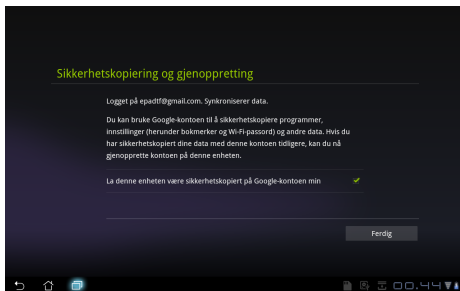 Sikkerhetskopiering og gjenoppretting
Logget på epadtf@gmail.com. Synkroniserer data.
Du kan bruke Google-kontoen til å sikkerhetskopiere programmer,
innstillinger (herunder bokmerker og Wi-Fi-passord) og andre data. Hvis du
har sikkerhetskopiert dine data med denne kontoen tidligere, kan du nå
gjenopprette kontoen på denne enheten.
La denne enheten være sikkerhetskopiert på Google-kontoen min
Ferdig
00.44